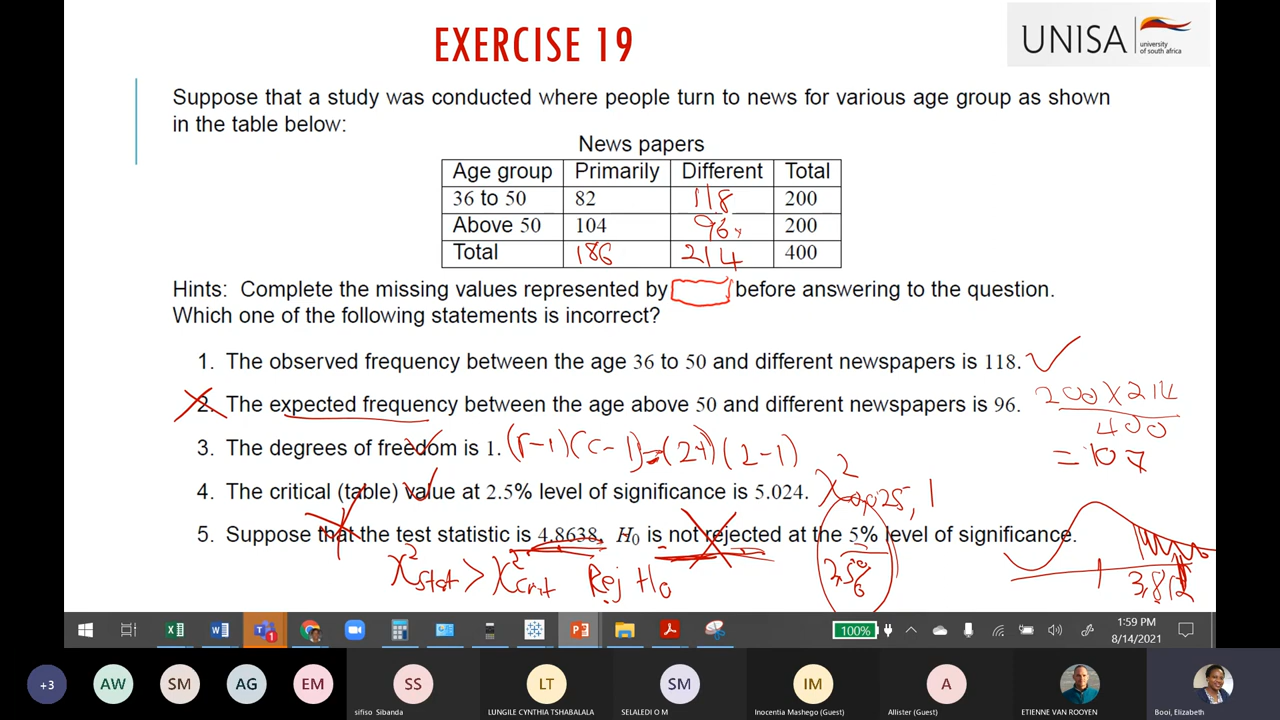 EXERCISE 19
UNISA
university
of south africa
Suppose that a study was conducted where people turn to news for various age group as shown
in the table below:
News papers
Age group Primarily Different Total
36 to 50 82 118 200
Above 50 104 96 200
Total 186 214 400
Hints: Complete the missing values represented by before answering to the question.
Which one of the following statements is incorrect?
1. The observed frequency between the age 36 to 50 and different newspapers is 118.
2. The expected frequency between the age above 50 and different newspapers is 96.
200 x 214
400
= 107
3. The degrees of freedom is 1. (r-1)(c-1)=(2-1)(2-1)
4. The critical (table) value at 2.5% level of significance is 5.024. χ² 0,025, 1
5. Suppose that the test statistic is 4.8638, H₀ is not rejected at the 5% level of significance.
χ²stat > χ²crit Rej H₀
100%
1:59 PM
8/14/2021
1
+3
AW
SM
AG
EM
SS
LT
SM
IM
A
sifiso Sibanda
LUNGILE CYNTHIA TSHABALALA
SELALEDI O M
Inocentia Mashego (Guest)
Allister (Guest)
ETIENNE VAN ROOYEN
Booi, Elizabeth